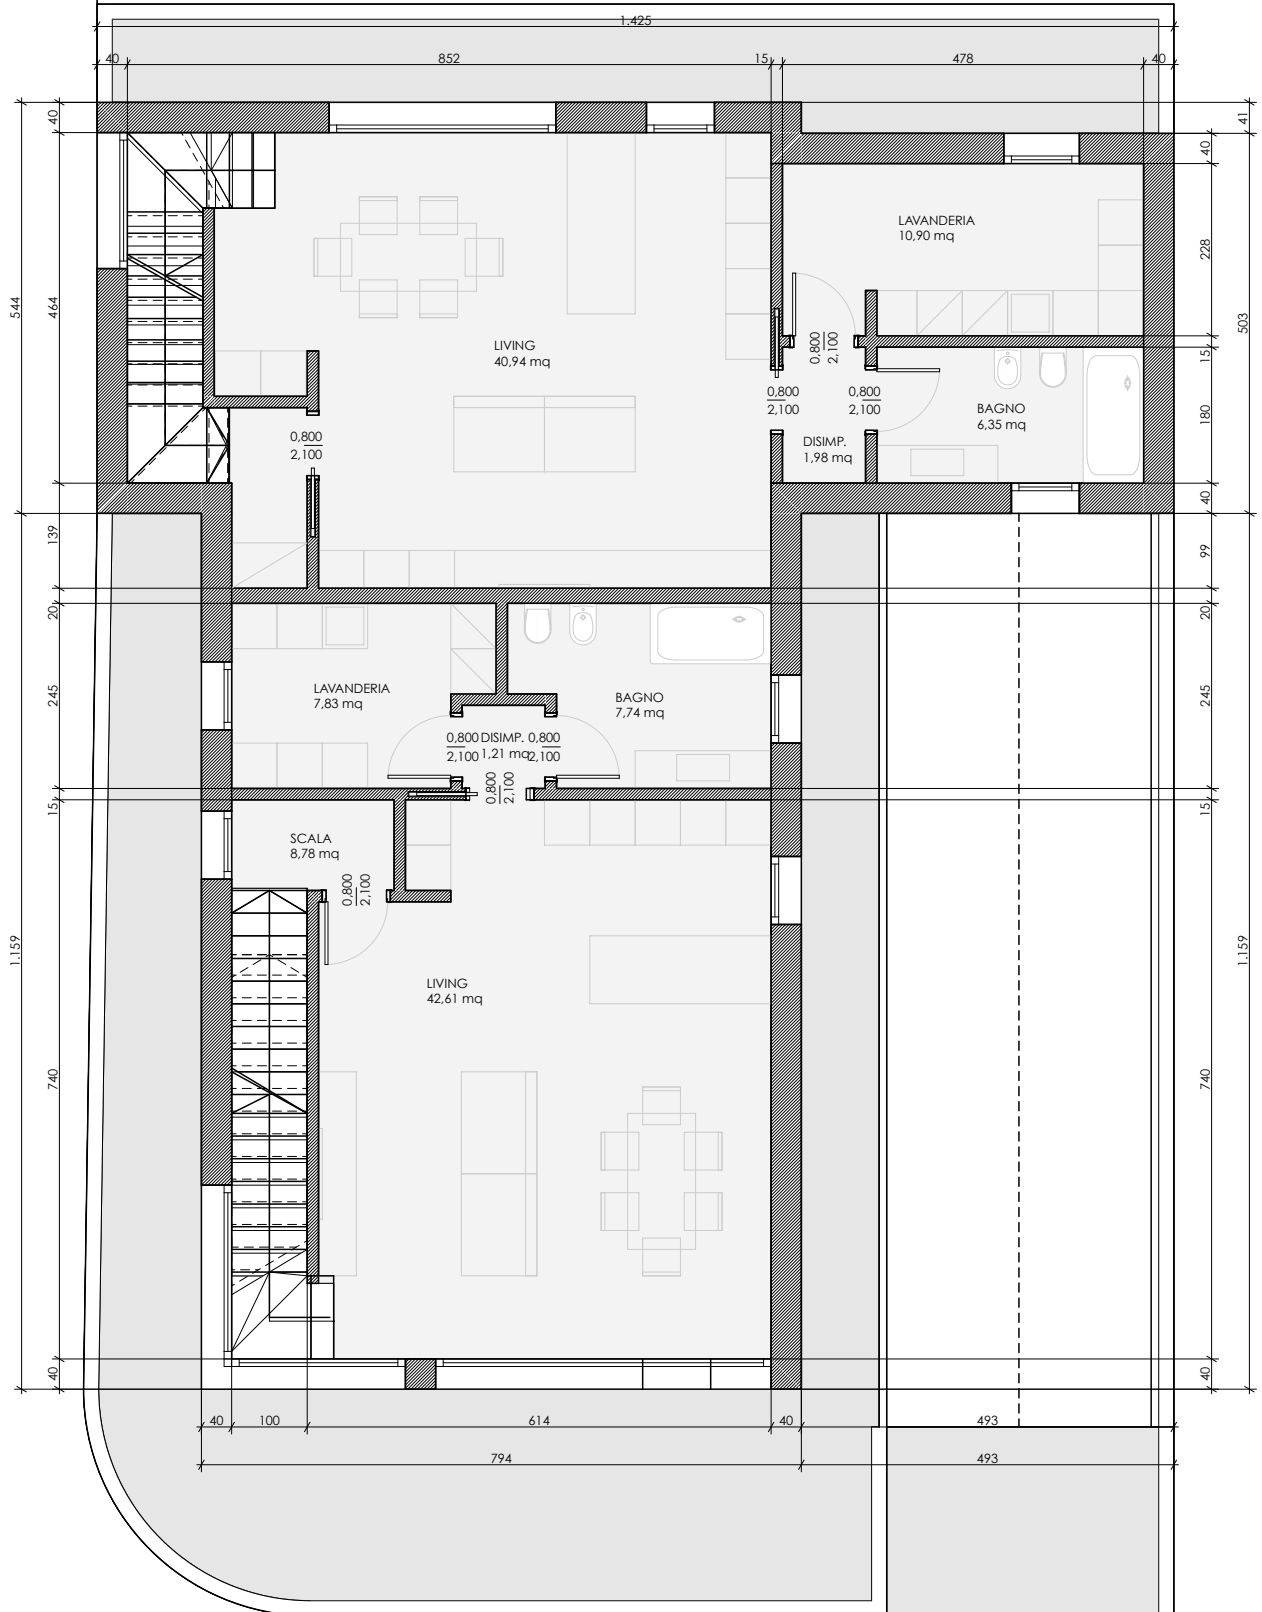 1.425
40
852
15
478
40
40
41
40
LAVANDERIA
10,90 mq
228
544
464
503
LIVING
40,94 mq
0,800
2,100
15
0,800
2,100
0,800
2,100
BAGNO
6,35 mq
180
0,800
2,100
DISIMP.
1,98 mq
40
139
99
20
20
LAVANDERIA
7,83 mq
BAGNO
7,74 mq
245
245
0,800
2,100
DISIMP.
1,21 mq
0,800
2,100
0,800
2,100
15
15
SCALA
8,78 mq
0,800
2,100
1.159
1.159
LIVING
42,61 mq
740
740
40
40
40
100
614
40
493
794
493